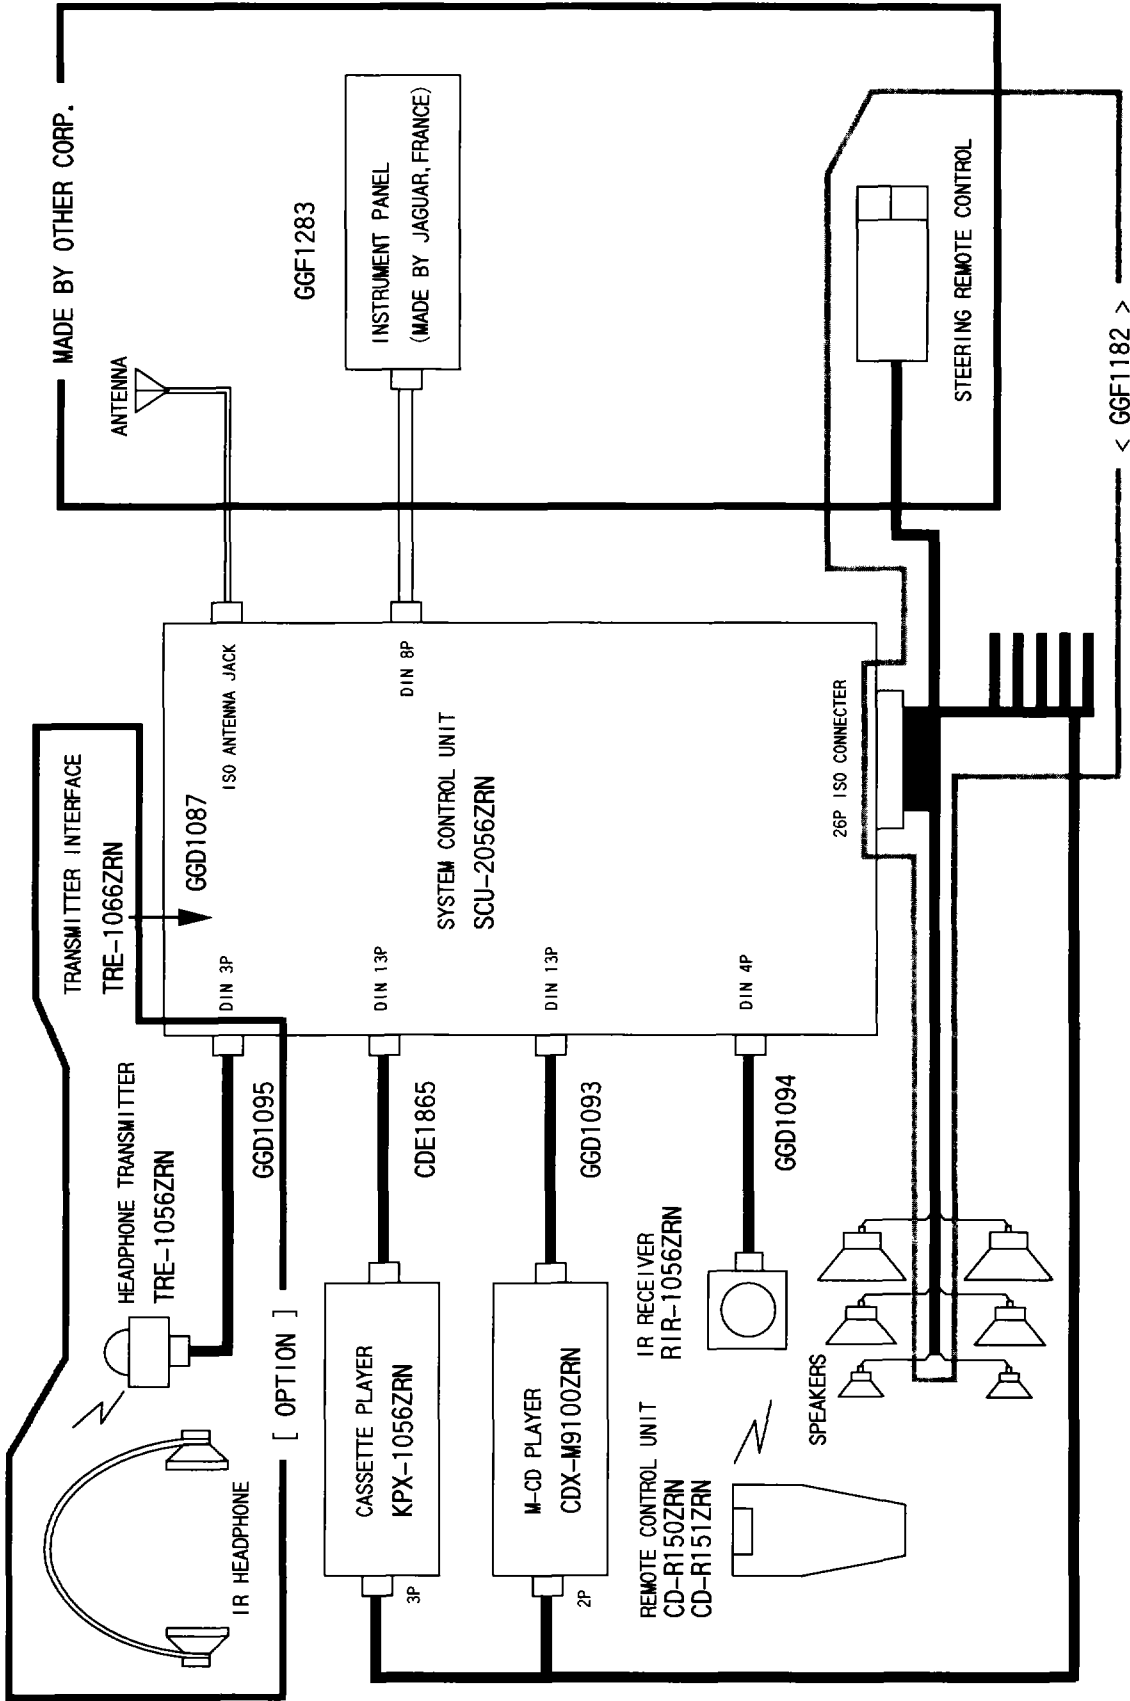 MADE BY OTHER CORP.
ANTENNA
GGF1283
INSTRUMENT PANEL
(MADE BY JAGUAR,FRANCE)
STEERING REMOTE CONTROL
< GGF1182 >
TRANSMITTER INTERFACE
TRE-1066ZRN
GGD1087
ISO ANTENNA JACK
DIN 8P
SYSTEM CONTROL UNIT
SCU-2056ZRN
26P ISO CONNECTER
DIN 3P
DIN 13P
DIN 13P
DIN 4P
HEADPHONE TRANSMITTER
TRE-1056ZRN
GGD1095
CDE1865
GGD1093
GGD1094
[ OPTION ]
IR HEADPHONE
CASSETTE PLAYER
KPX-1056ZRN
3P
M-CD PLAYER
CDX-M9100ZRN
2P
IR RECEIVER
RIR-1056ZRN
REMOTE CONTROL UNIT
CD-R150ZRN
CD-R151ZRN
SPEAKERS